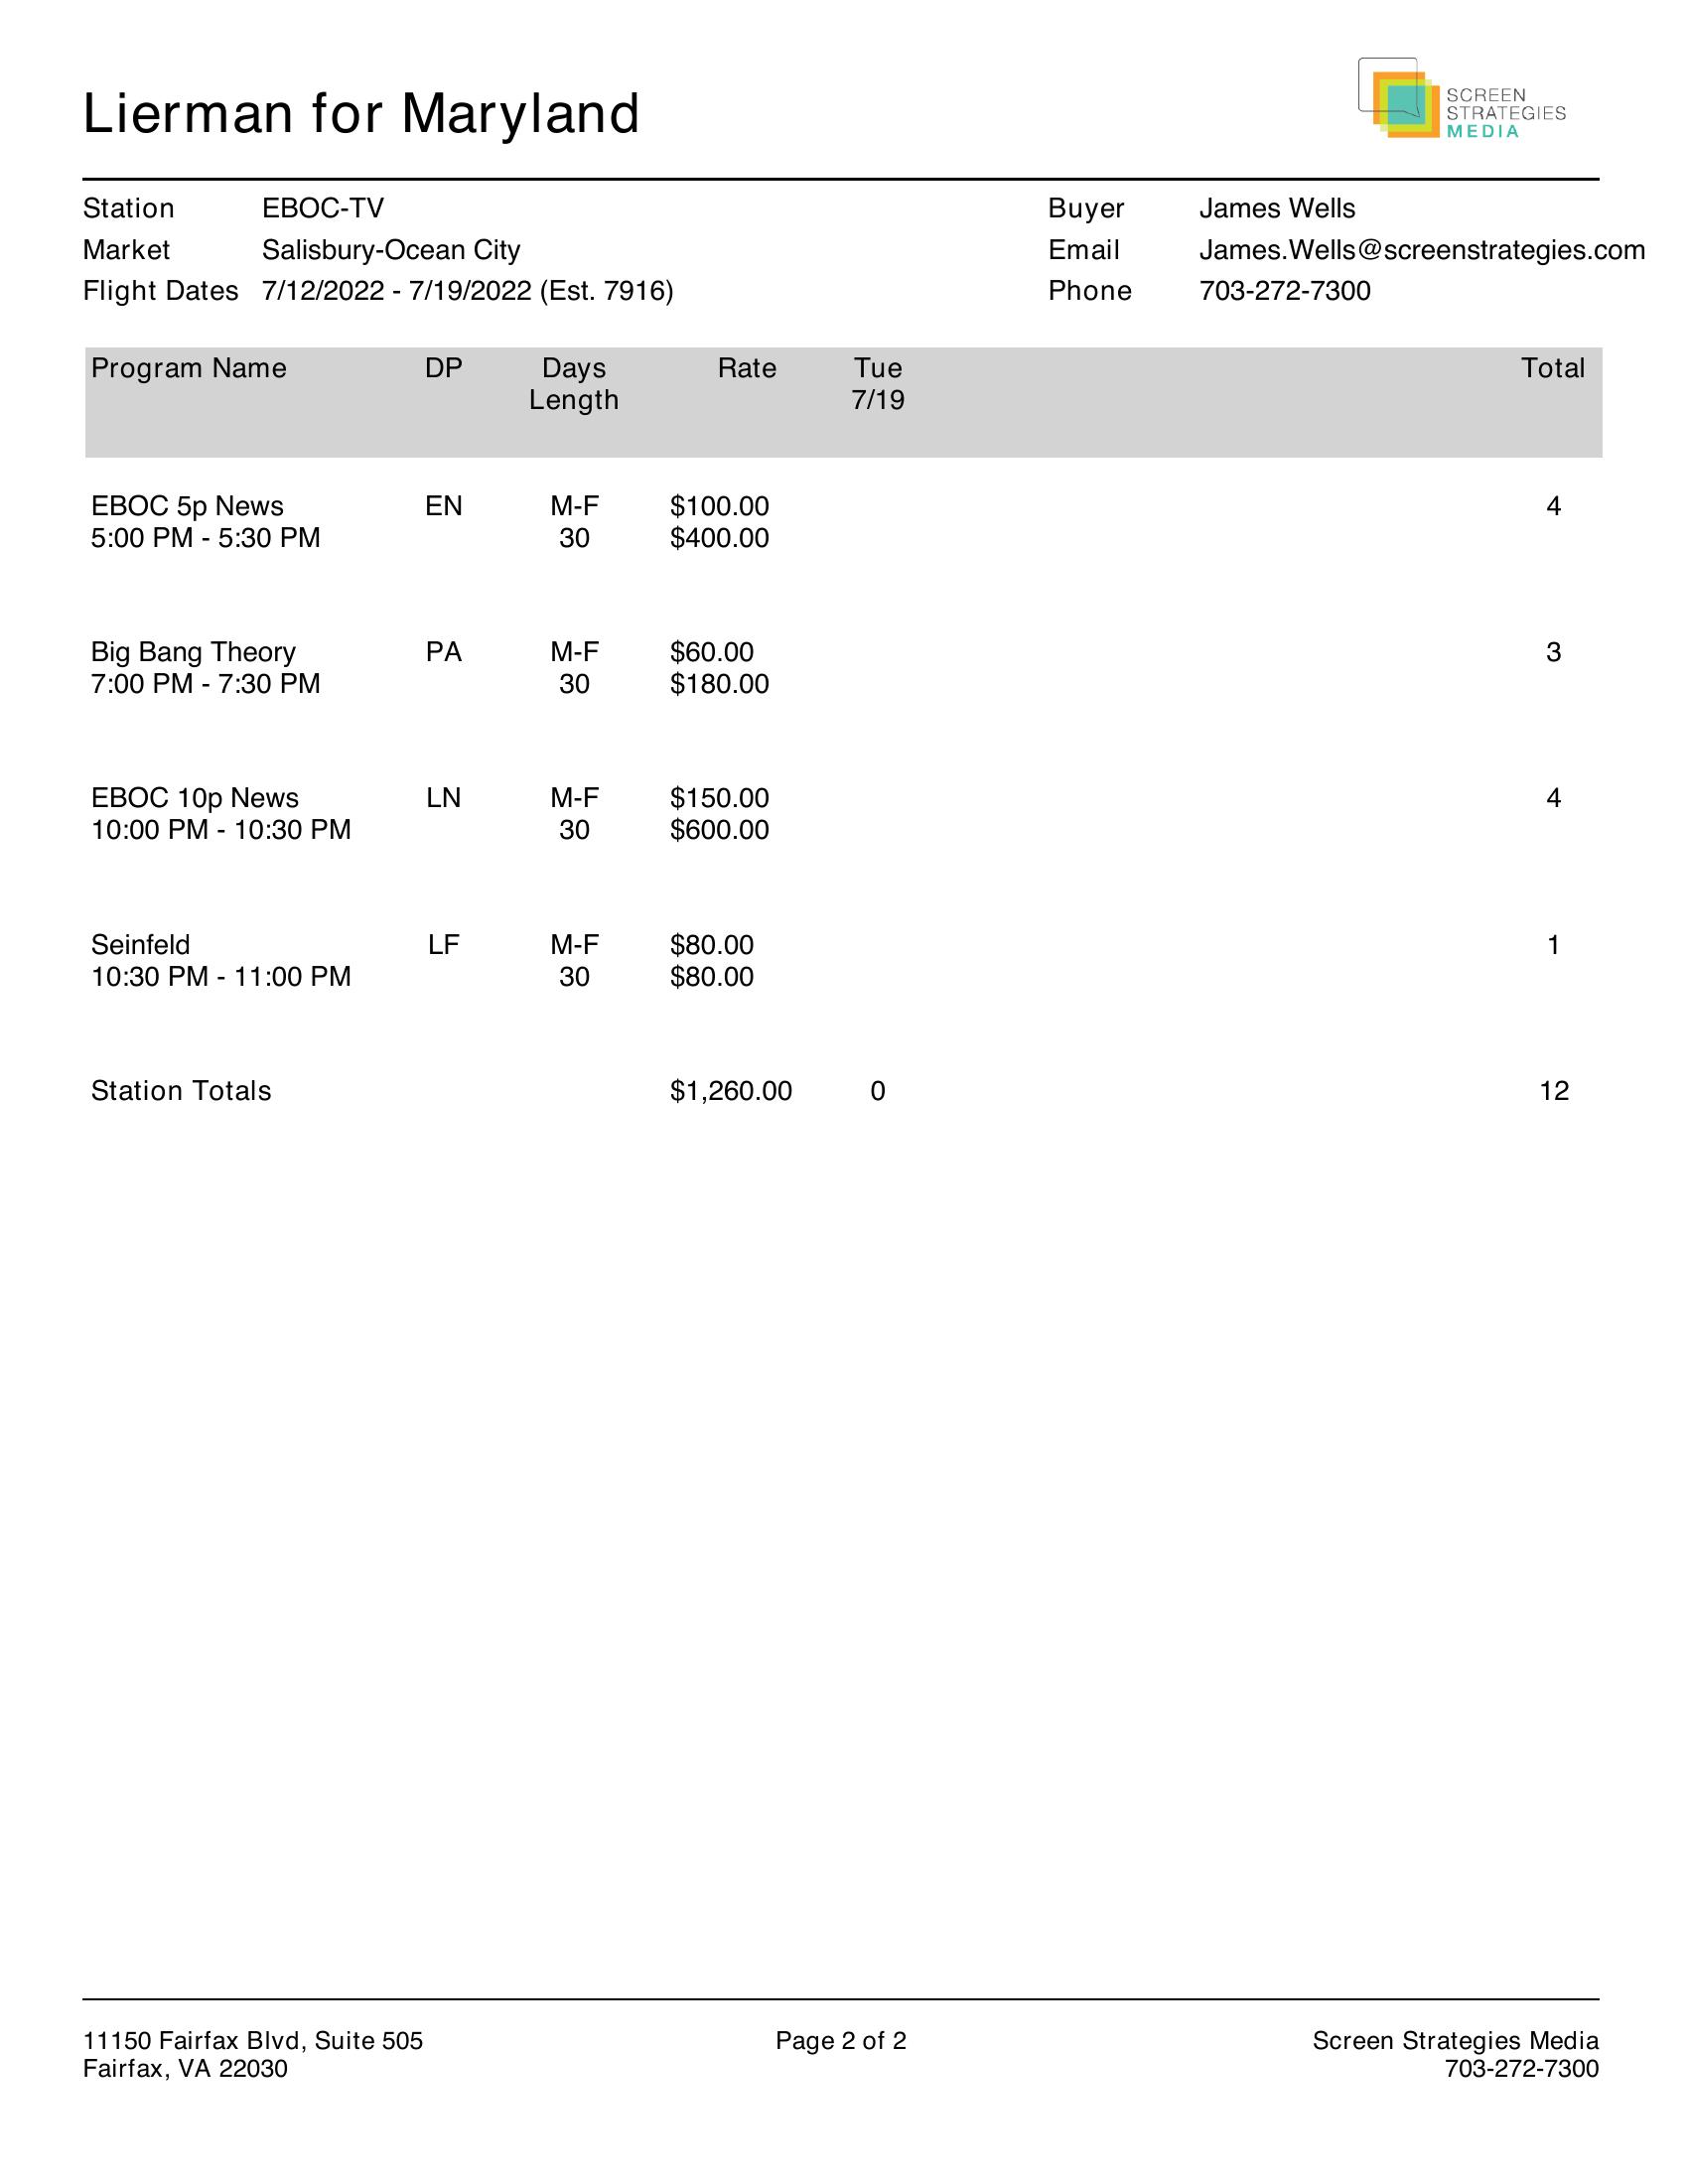 Lierman for Maryland
SCREEN
STRATEGIES
MEDIA
Station EBOC-TV Buyer James Wells
Market Salisbury-Ocean City Email James.Wells@screenstrategies.com
Flight Dates 7/12/2022 - 7/19/2022 (Est. 7916) Phone 703-272-7300
Program Name DP Days Rate Tue Total
Length 7/19
EBOC 5p News EN M-F $100.00 4
5:00 PM - 5:30 PM 30 $400.00
Big Bang Theory PA M-F $60.00 3
7:00 PM - 7:30 PM 30 $180.00
EBOC 10p News LN M-F $150.00 4
10:00 PM - 10:30 PM 30 $600.00
Seinfeld LF M-F $80.00 1
10:30 PM - 11:00 PM 30 $80.00
Station Totals $1,260.00 0 12
11150 Fairfax Blvd, Suite 505 Page 2 of 2 Screen Strategies Media
Fairfax, VA 22030 703-272-7300